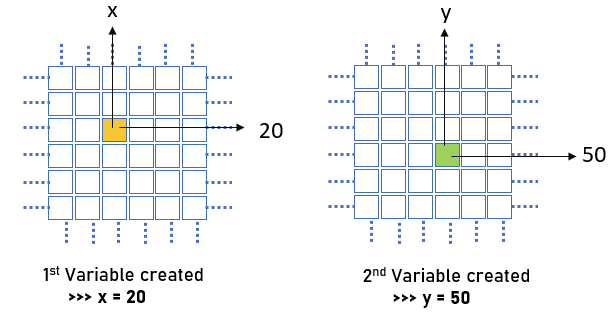 x
y
20
50
1st Variable created
>>> x = 20
2nd Variable created
>>> y = 50